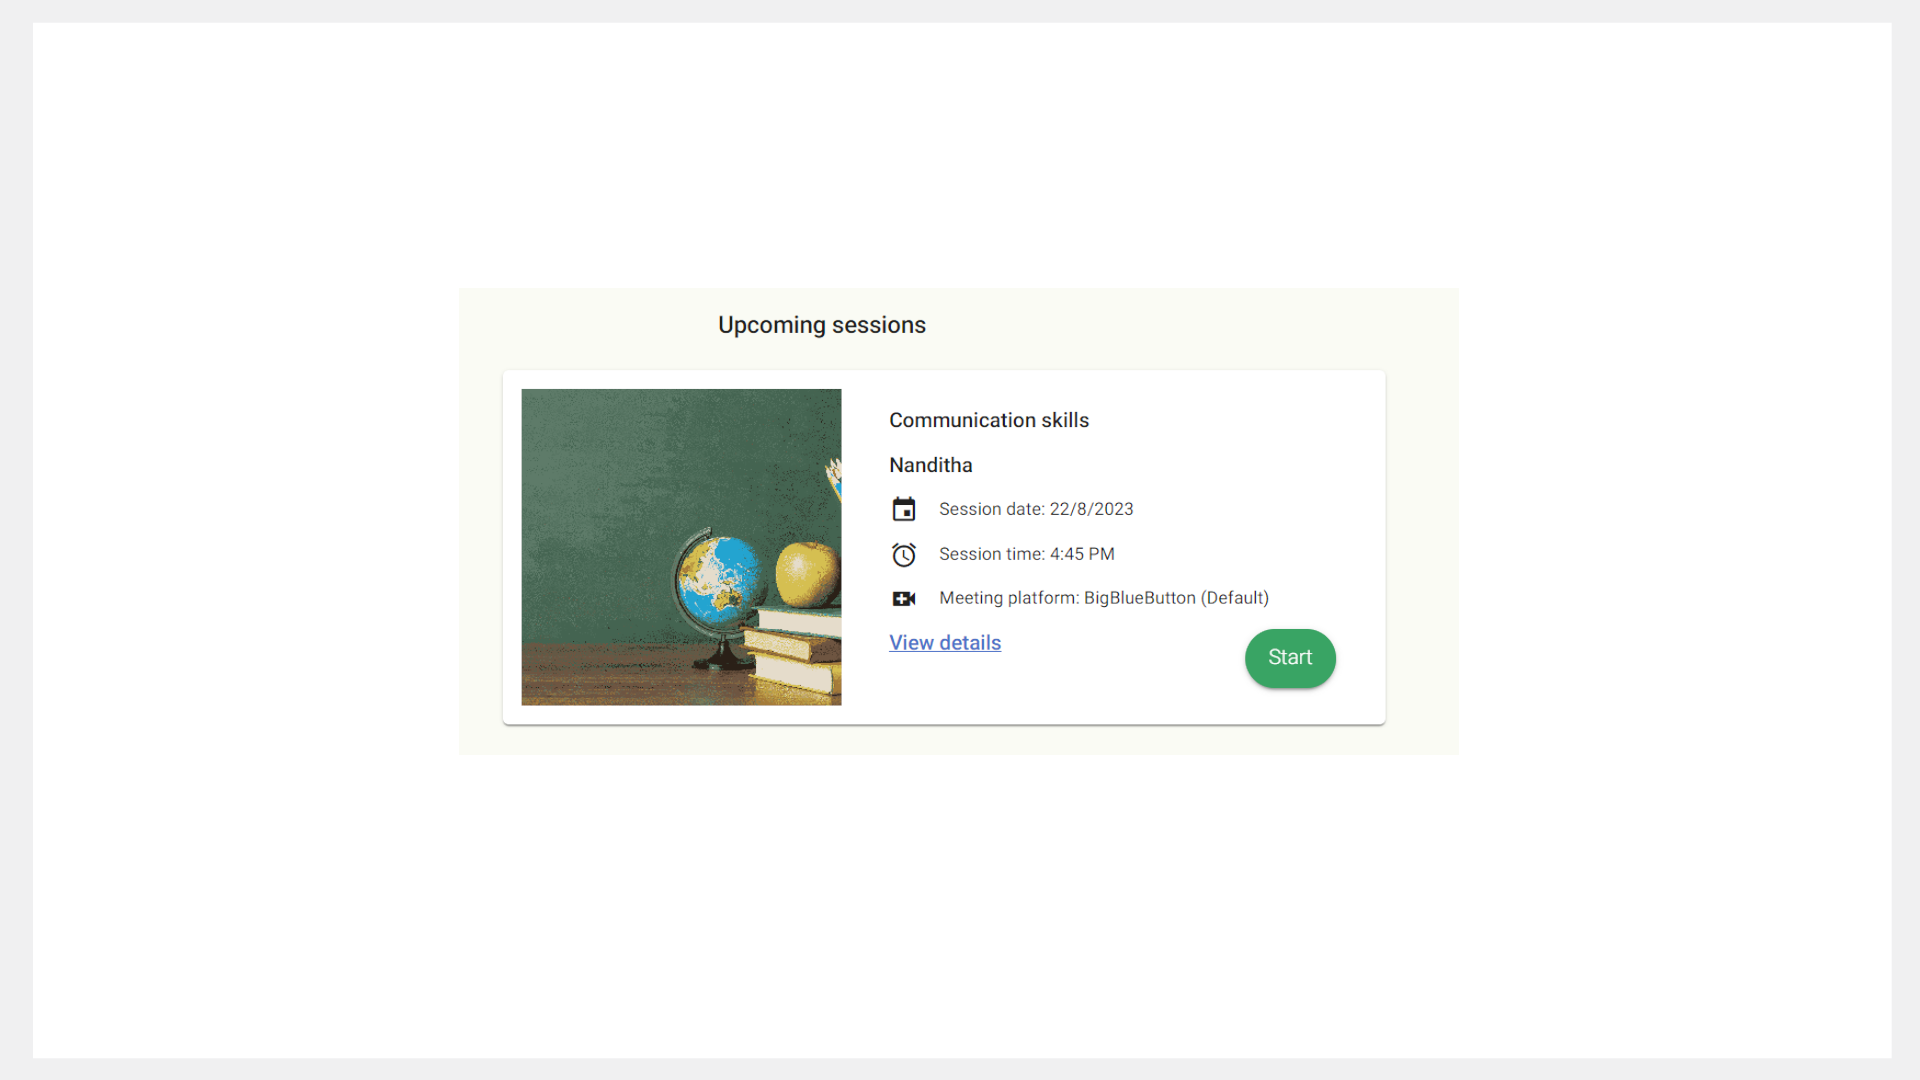 Upcoming sessions
Communication skills
Nanditha
Session date: 22/8/2023
Session time: 4:45 PM
Meeting platform: BigBlueButton (Default)
View details
Start